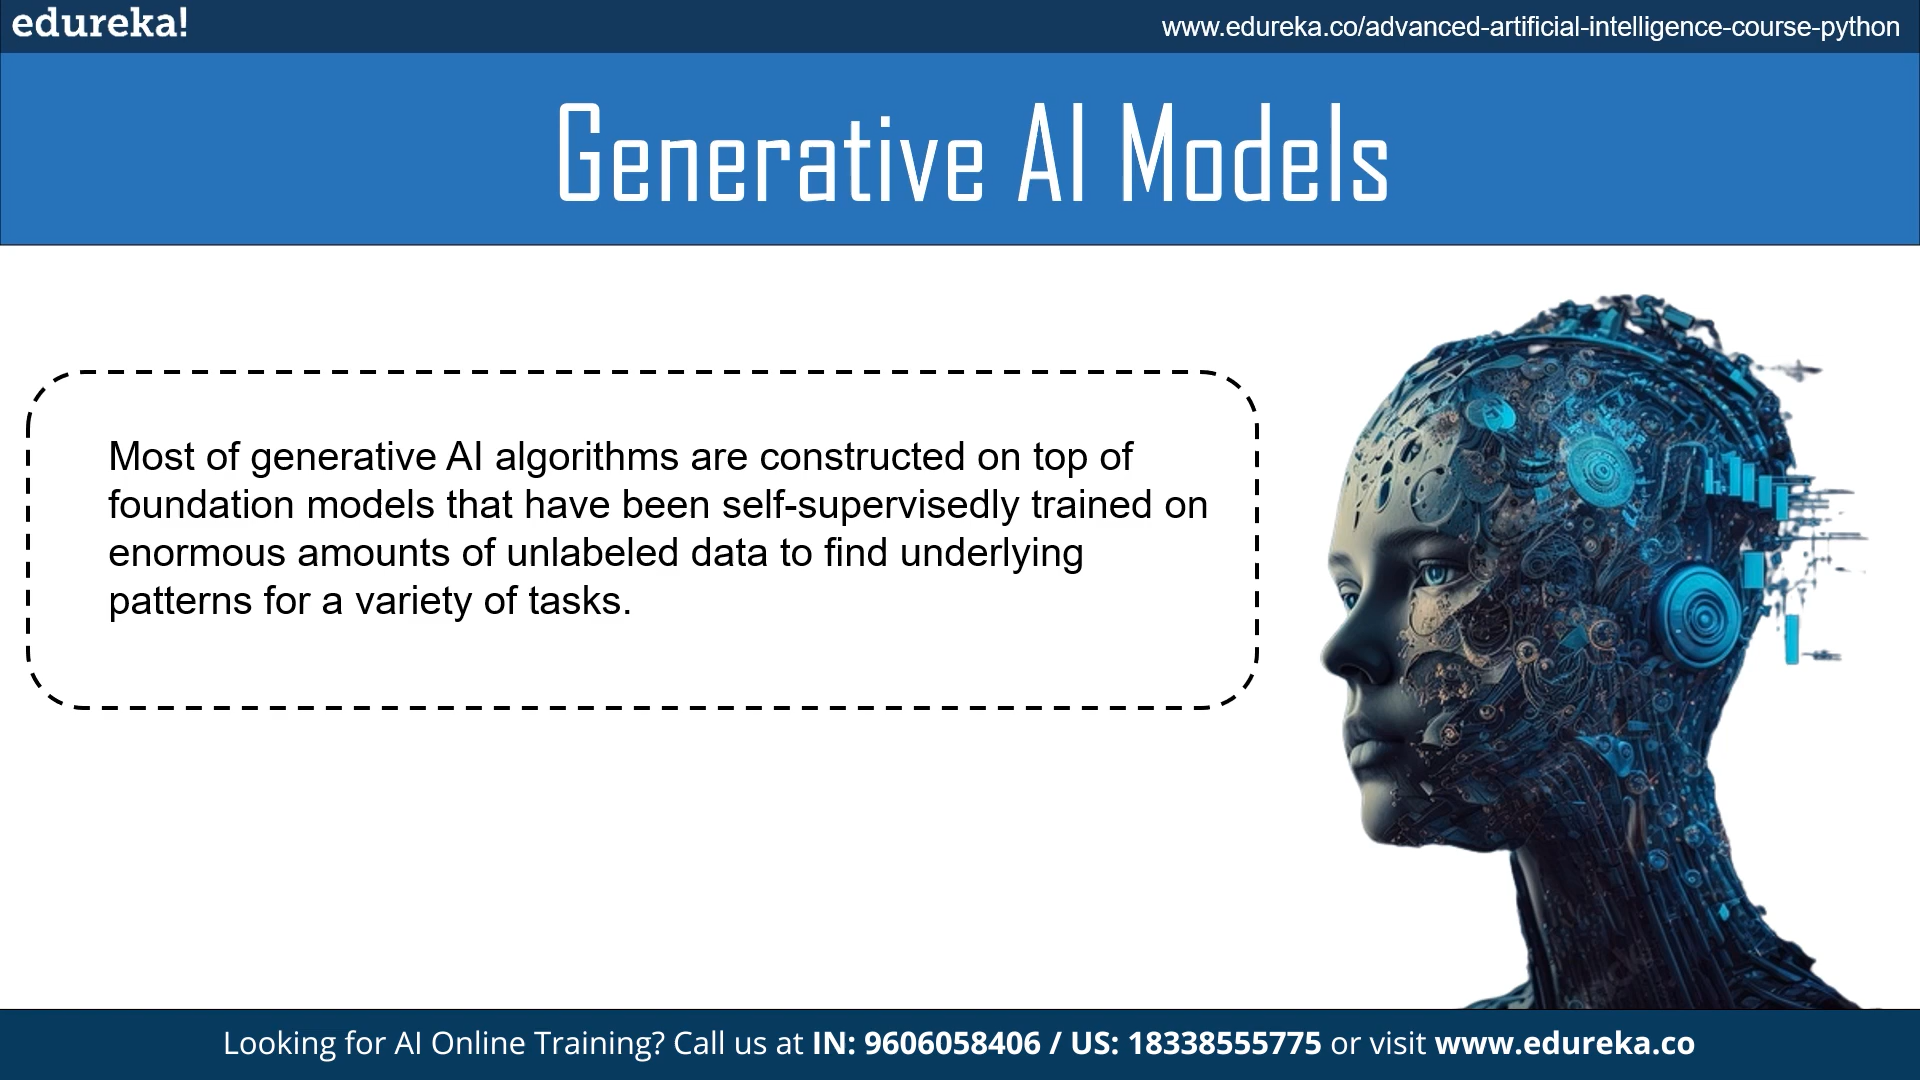 edureka!
www.edureka.co/advanced-artificial-intelligence-course-python
Generative AI Models
Most of generative AI algorithms are constructed on top of
foundation models that have been self-supervisedly trained on
enormous amounts of unlabeled data to find underlying
patterns for a variety of tasks.
Looking for AI Online Training? Call us at IN: 9606058406 / US: 18338555775 or visit www.edureka.co